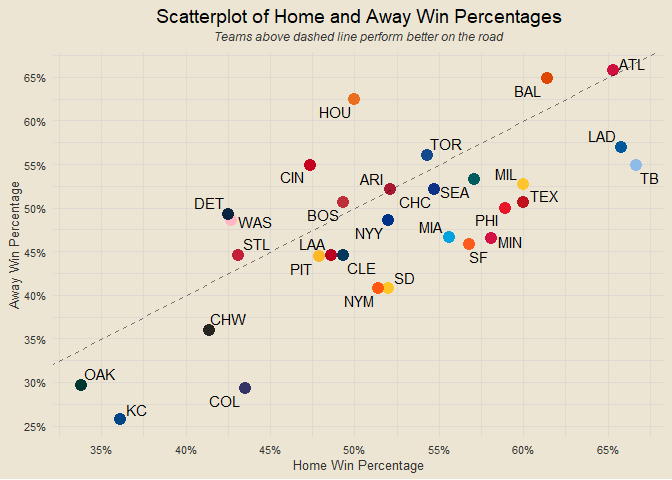 Scatterplot of Home and Away Win Percentages
Teams above dashed line perform better on the road
65%
60%
55%
50%
45%
40%
35%
30%
25%
Away Win Percentage
ATL
BAL
HOU
TOR
LAD
CIN
ARI
MIL
TB
DET
CHC
SEA
TEX
BOS
WAS
PHI
NYY
MIA
STL
LAA
MIN
SF
PIT
CLE
SD
NYM
CHW
OAK
COL
KC
35%
40%
45%
50%
55%
60%
65%
Home Win Percentage